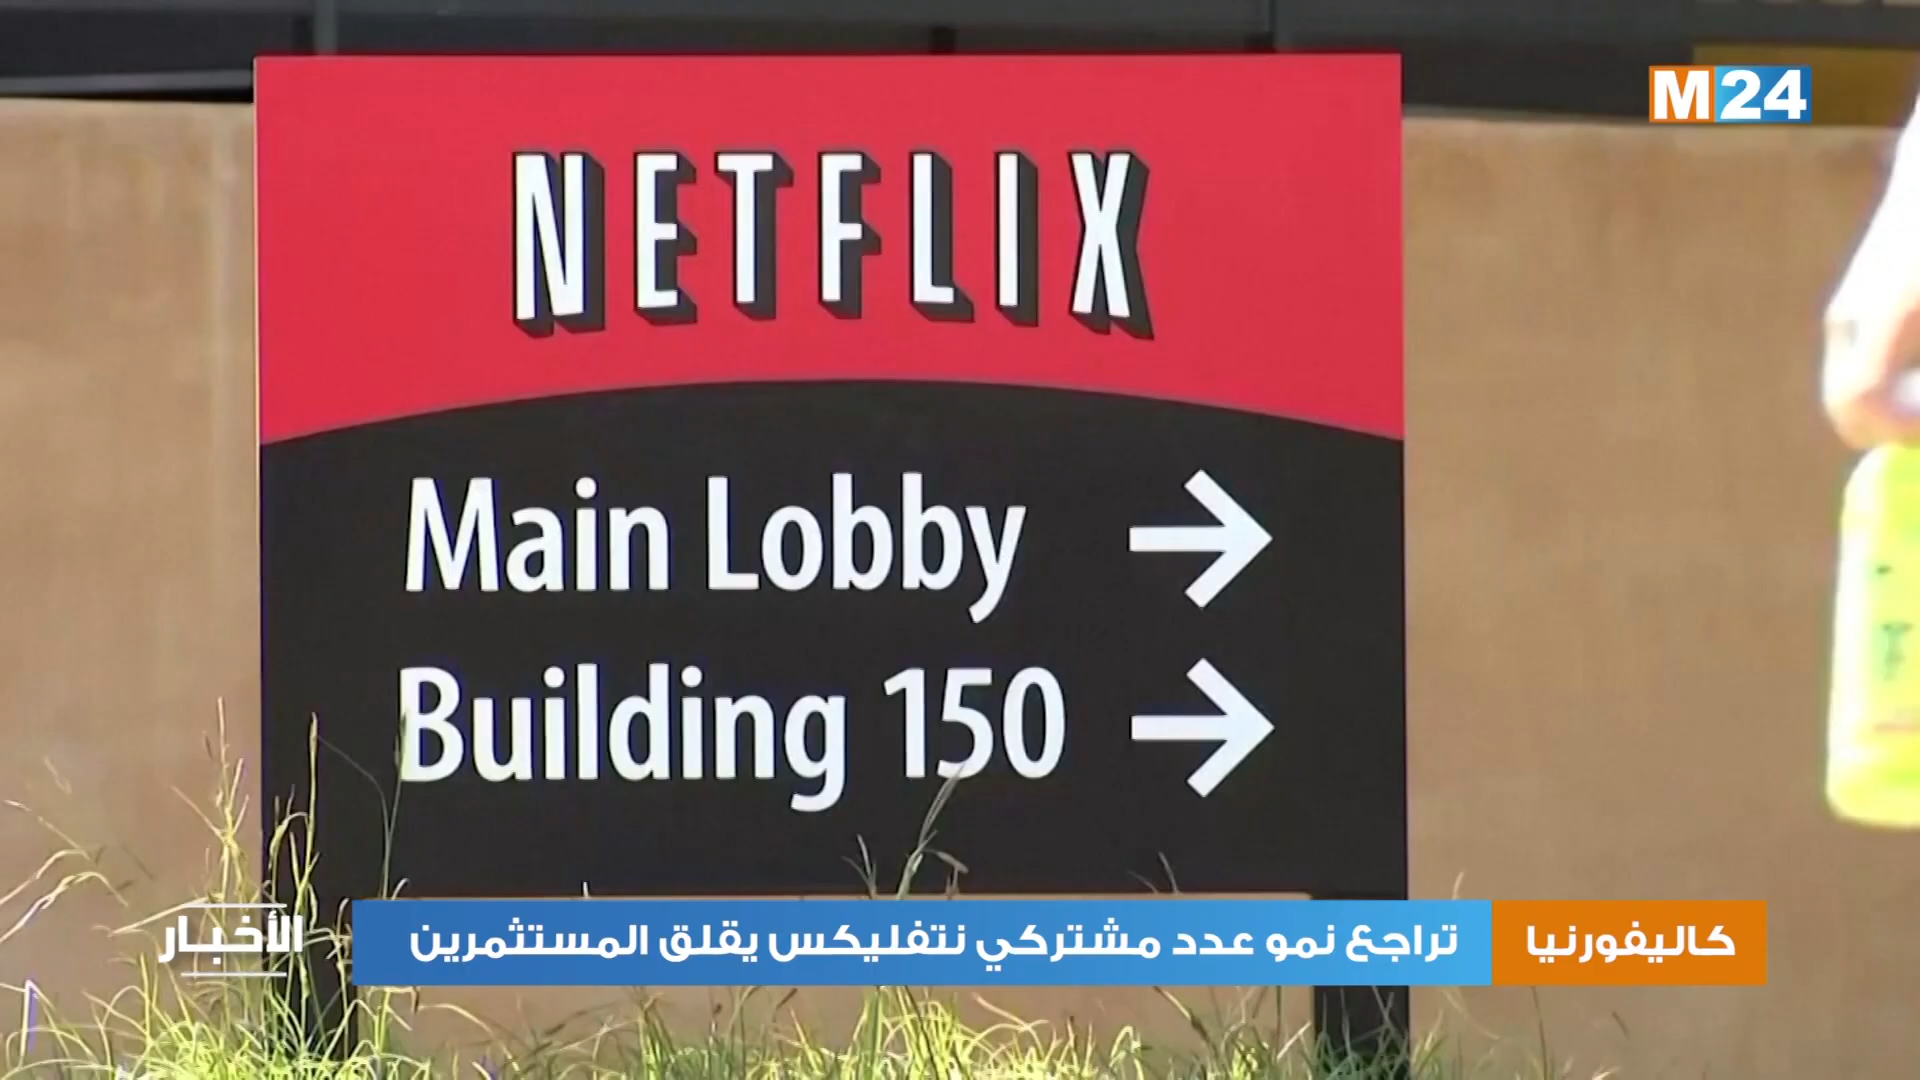 M24
NETFLIX
Main Lobby →
Building 150 →
كاليفورنيا
تراجع نمو عدد مشتركي نتفليكس يقلق المستثمرين
الأخبار